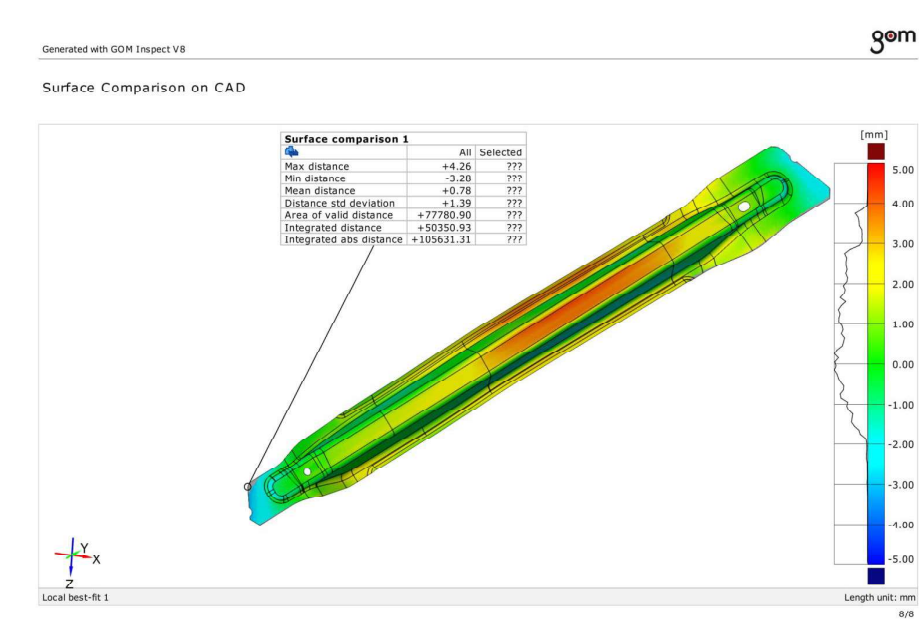 gom
Generated with GOM Inspect V8
Surface Comparison on CAD
Surface comparison 1
All Selected
Max distance +4.26 ???
Min distance -3.20 ???
Mean distance +0.78 ???
Distance std deviation +1.39 ???
Area of valid distance +77780.90 ???
Integrated distance +50350.93 ???
Integrated abs distance +105631.31 ???
[mm]
5.00
4.00
3.00
2.00
1.00
0.00
-1.00
-2.00
-3.00
-4.00
-5.00
Y
X
Z
Local best-fit 1 Length unit: mm
8/8